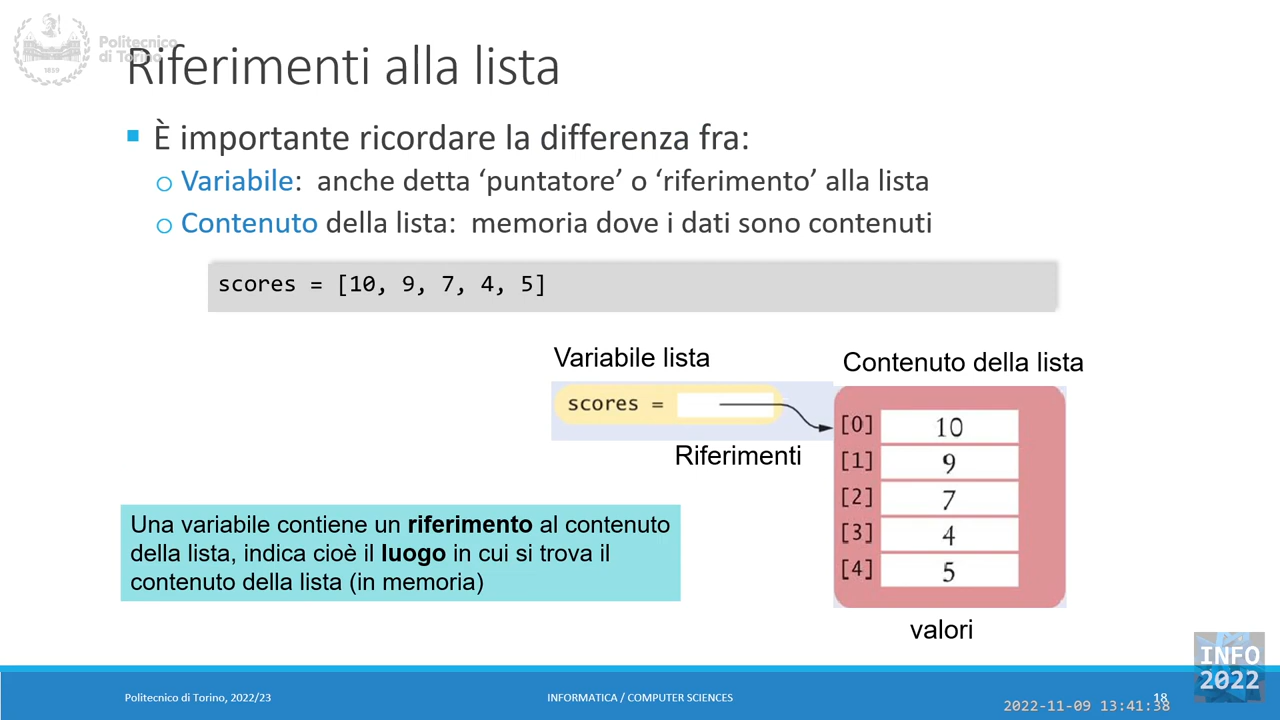 Politecnico
di Torino
1859
Riferimenti alla lista
È importante ricordare la differenza fra:
Variabile: anche detta ‘puntatore’ o ‘riferimento’ alla lista
Contenuto della lista: memoria dove i dati sono contenuti
scores = [10, 9, 7, 4, 5]
Variabile lista
Contenuto della lista
scores =
Riferimenti
[0] 10
[1] 9
[2] 7
[3] 4
[4] 5
valori
Una variabile contiene un riferimento al contenuto
della lista, indica cioè il luogo in cui si trova il
contenuto della lista (in memoria)
Politecnico di Torino, 2022/23
INFORMATICA / COMPUTER SCIENCES
18
INFO
2022
2022-11-09 13:41:38